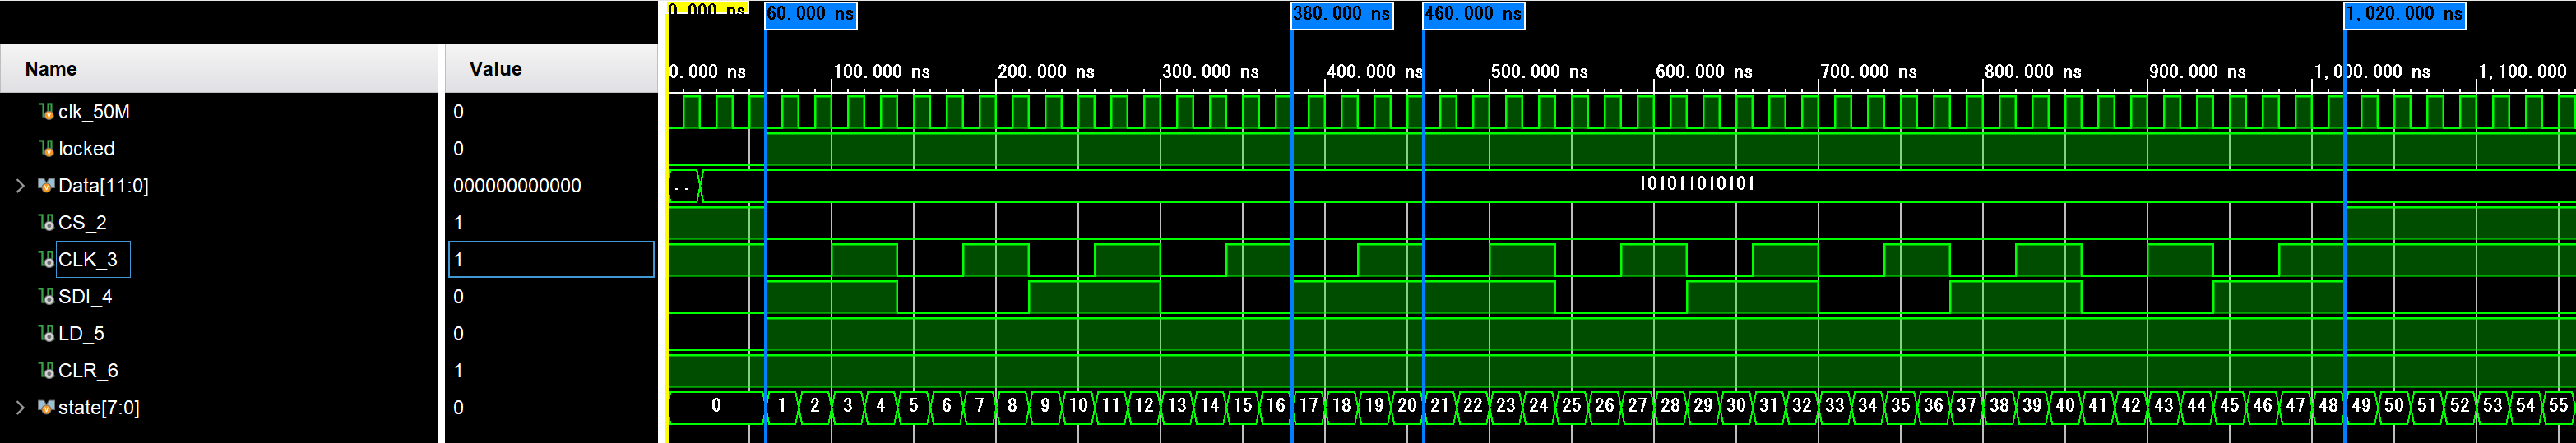 0.000 ns 60.000 ns 380.000 ns 460.000 ns 1,020.000 ns
Name Value
0.000 ns 100.000 ns 200.000 ns 300.000 ns 400.000 ns 500.000 ns 600.000 ns 700.000 ns 800.000 ns 900.000 ns 1,000.000 ns 1,100.000
clk_50M 0
locked 0
Data[11:0] 000000000000 .. 101011010101
CS_2 1
CLK_3 1
SDI_4 0
LD_5 0
CLR_6 1
state[7:0] 0 0 1 2 3 4 5 6 7 8 9 10 11 12 13 14 15 16 17 18 19 20 21 22 23 24 25 26 27 28 29 30 31 32 33 34 35 36 37 38 39 40 41 42 43 44 45 46 47 48 49 50 51 52 53 54 55